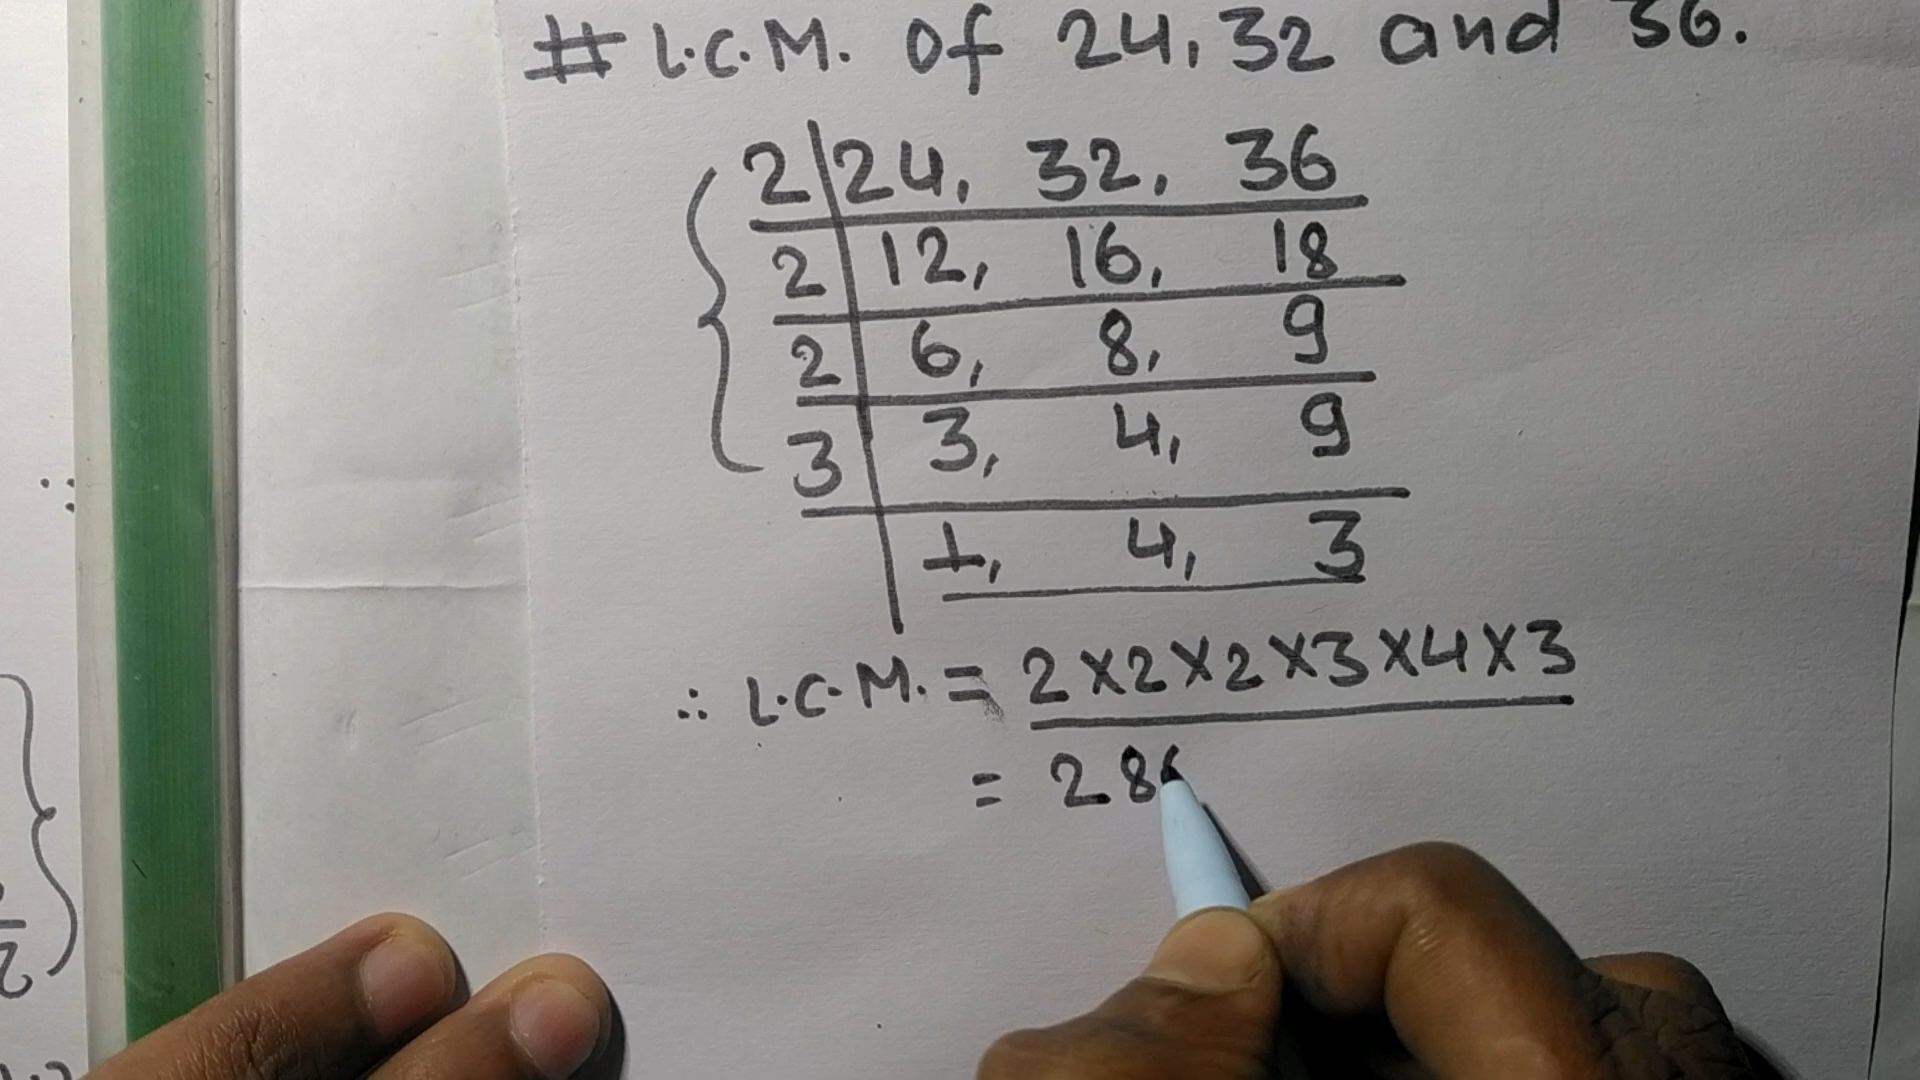 # L.C.M. of 24, 32 and 36.
2 | 24, 32, 36
2 | 12, 16, 18
2 | 6, 8, 9
3 | 3, 4, 9
1, 4, 3
∴ L.C.M. = 2×2×2×3×4×3
= 28